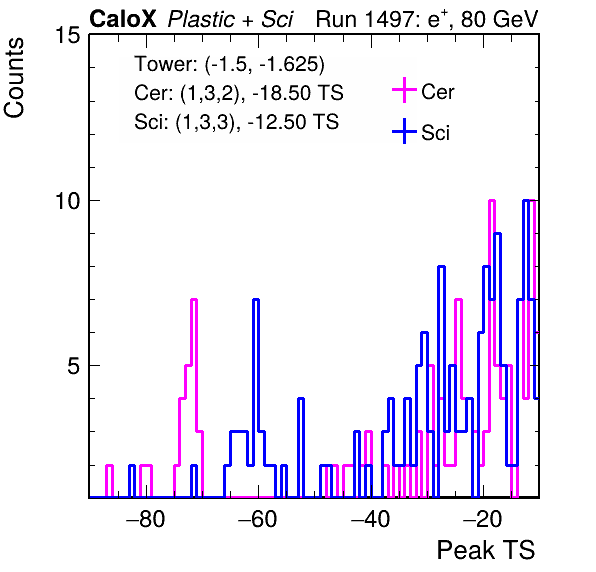 CaloX Plastic + Sci Run 1497: e+, 80 GeV
Counts
15
10
5
Tower: (-1.5, -1.625)
Cer: (1,3,2), -18.50 TS
Sci: (1,3,3), -12.50 TS
Cer
Sci
−80 −60 −40 −20
Peak TS